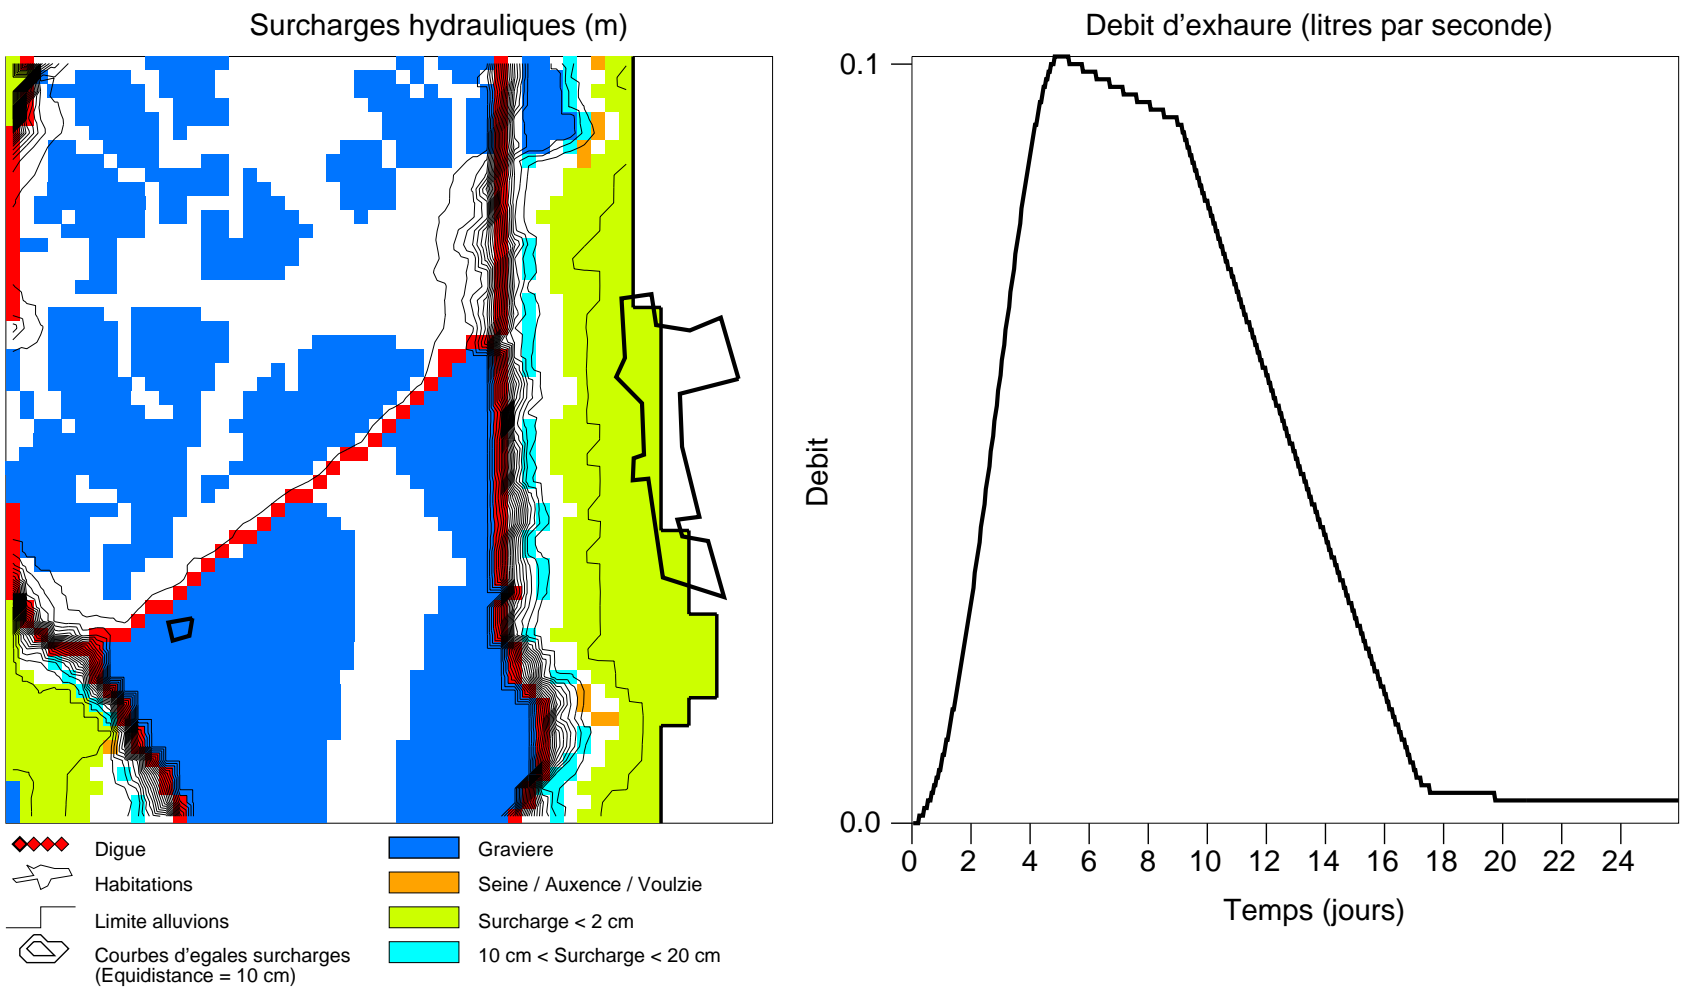 Surcharges hydrauliques (m)
Digue
Habitations
Limite alluvions
Courbes d'egales surcharges
(Equidistance = 10 cm)
Graviere
Seine / Auxence / Voulzie
Surcharge < 2 cm
10 cm < Surcharge < 20 cm
Debit d'exhaure (litres par seconde)
0.1
Debit
0.0
0 2 4 6 8 10 12 14 16 18 20 22 24
Temps (jours)